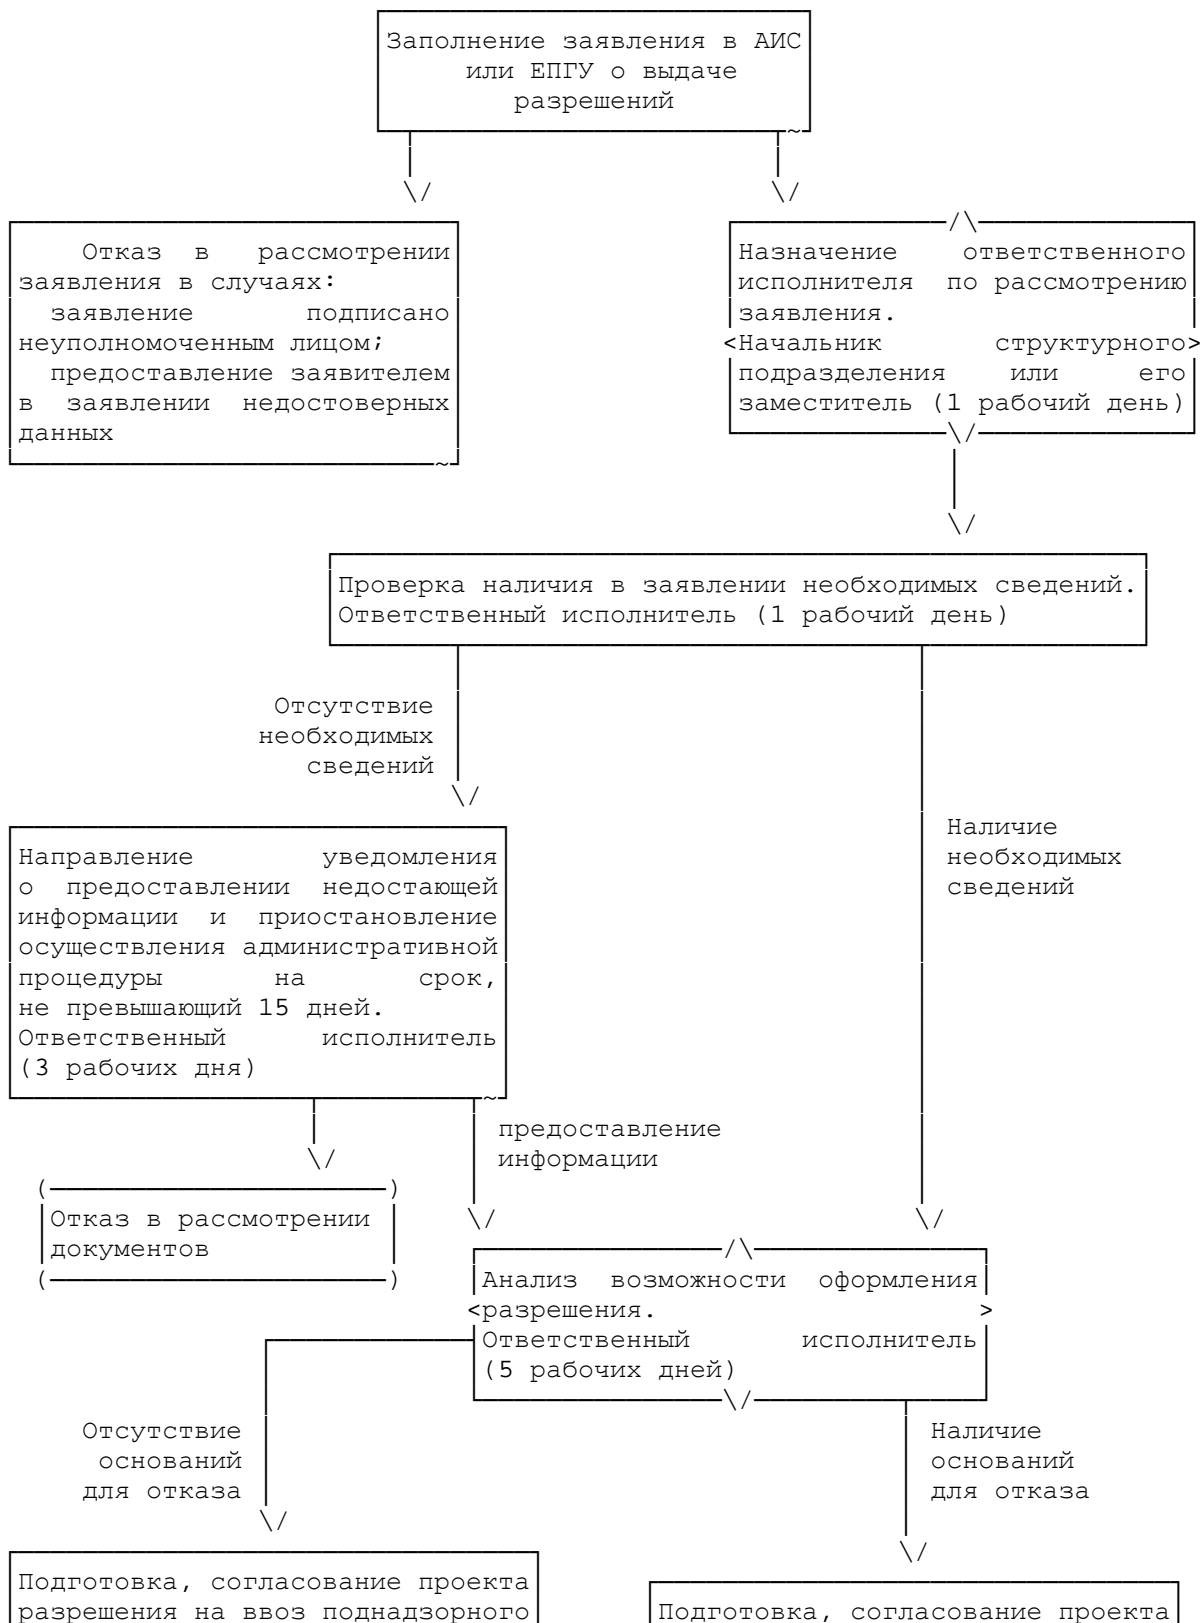 Заполнение заявления в АИС
или ЕПГУ о выдаче
разрешений
Отказ в рассмотрении
заявления в случаях:
заявление подписано
неуполномоченным лицом;
предоставление заявителем
в заявлении недостоверных
данных
Назначение ответственного
исполнителя по рассмотрению
заявления.
<Начальник структурного>
подразделения или его
заместитель (1 рабочий день)
Проверка наличия в заявлении необходимых сведений.
Ответственный исполнитель (1 рабочий день)
Отсутствие
необходимых
сведений
Наличие
необходимых
сведений
Направление уведомления
о предоставлении недостающей
информации и приостановление
осуществления административной
процедуры на срок,
не превышающий 15 дней.
Ответственный исполнитель
(3 рабочих дня)
предоставление
информации
Отказ в рассмотрении
документов
Анализ возможности оформления
<разрешения. >
Ответственный исполнитель
(5 рабочих дней)
Отсутствие
оснований
для отказа
Наличие
оснований
для отказа
Подготовка, согласование проекта
разрешения на ввоз поднадзорного
Подготовка, согласование проекта